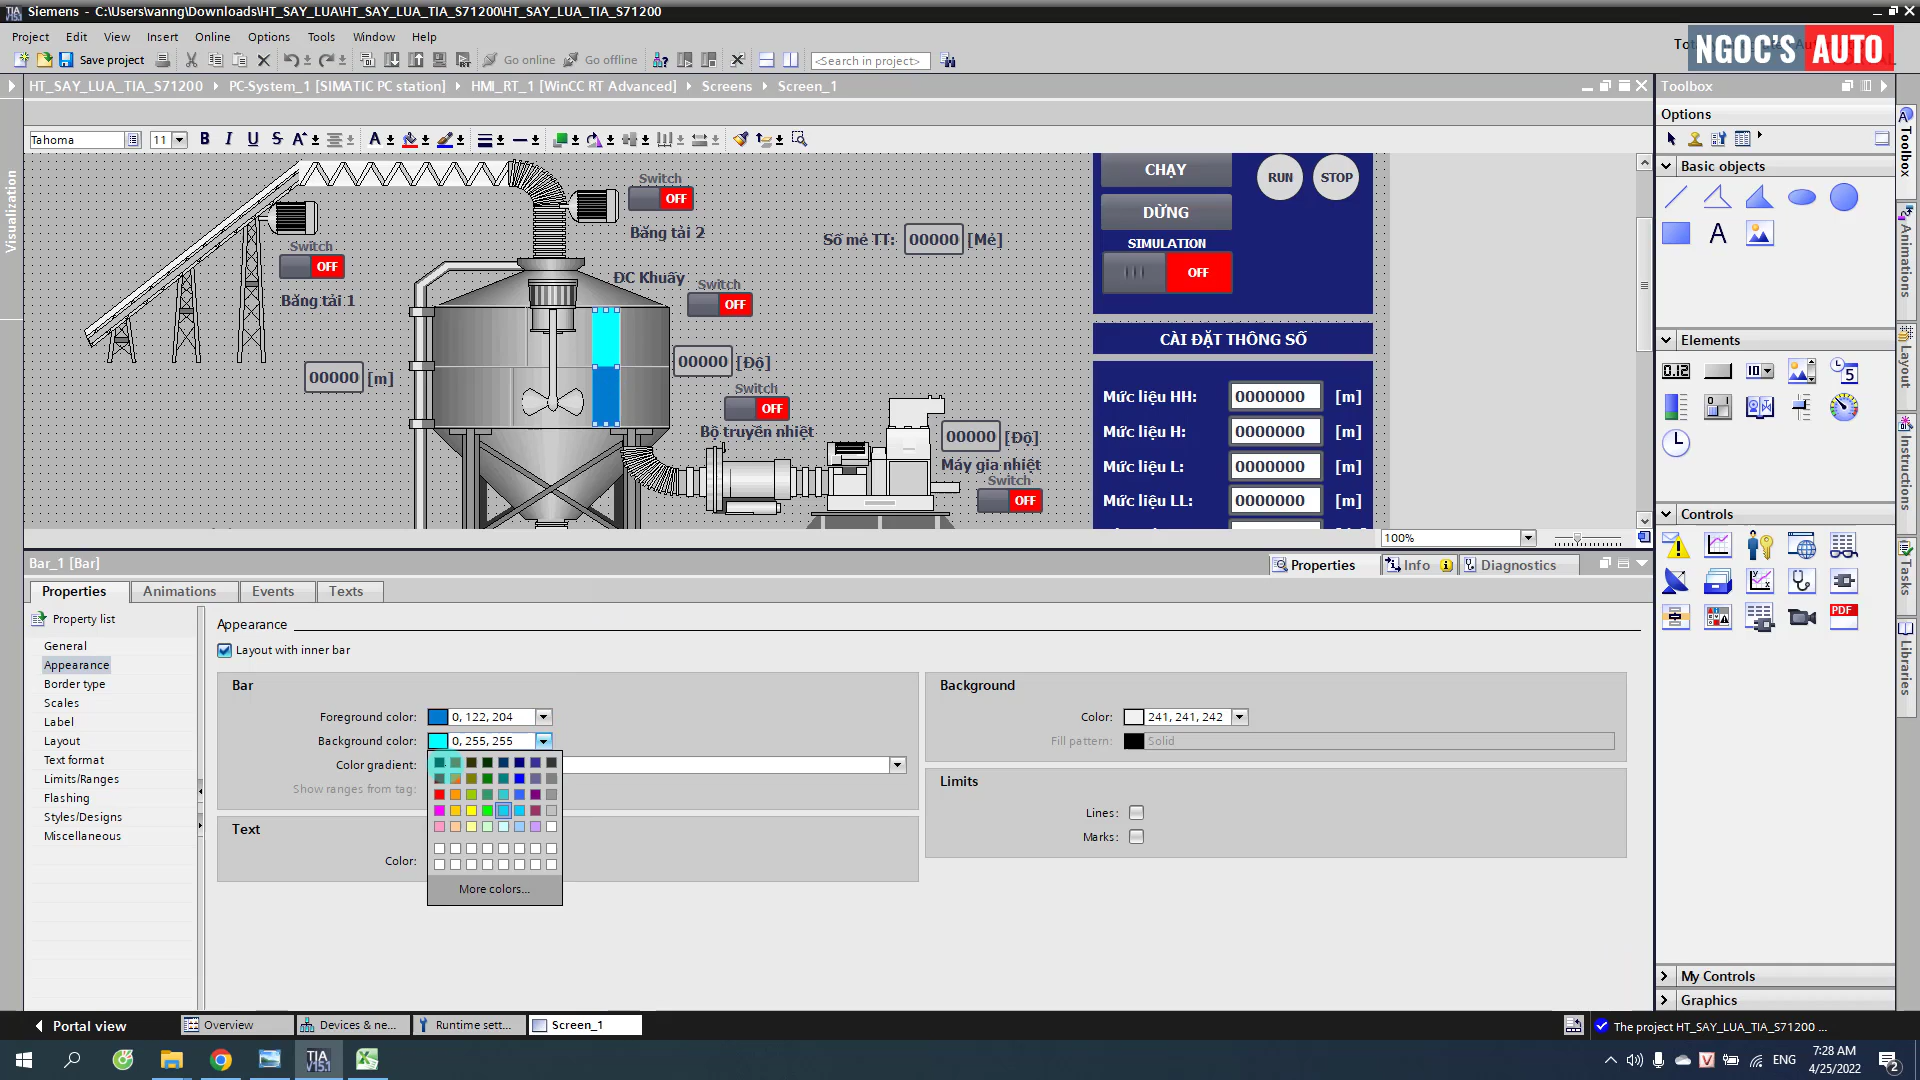 Siemens - C:\Users\vanng\Downloads\HT_SAY_LUA\HT_SAY_LUA_TIA_S71200\HT_SAY_LUA_TIA_S71200
Project Edit View Insert Online Options Tools Window Help
NGOC'S AUTO
Save project
Go online
Go offline
<Search in project>
HT_SAY_LUA_TIA_S71200 PC-System_1 [SIMATIC PC station] HMI_RT_1 [WinCC RT Advanced] Screens Screen_1
Toolbox
Options
Tahoma
11
Basic objects
Elements
Controls
My Controls
Graphics
Toolbox
Animations
Layout
Instructions
Tasks
Libraries
Visualization
Switch
OFF
Băng tải 2
Switch
OFF
Băng tải 1
ĐC Khuấy
Switch
OFF
Số mẻ TT: 00000 [Mẻ]
00000 [m]
00000 [Độ]
Switch
OFF
Bộ truyền nhiệt
00000 [Độ]
Máy gia nhiệt
Switch
OFF
CHẠY
RUN
STOP
DỪNG
SIMULATION
OFF
CÀI ĐẶT THÔNG SỐ
Mức liệu HH: 0000000 [m]
Mức liệu H: 0000000 [m]
Mức liệu L: 0000000 [m]
Mức liệu LL: 0000000 [m]
100%
Bar_1 [Bar]
Properties Info Diagnostics
Properties Animations Events Texts
Property list
General
Appearance
Border type
Scales
Label
Layout
Text format
Limits/Ranges
Flashing
Styles/Designs
Miscellaneous
Appearance
Layout with inner bar
Bar
Foreground color: 0, 122, 204
Background color: 0, 255, 255
Color gradient:
Show ranges from tag:
Text
Color:
More colors...
Background
Color: 241, 241, 242
Fill pattern: Solid
Limits
Lines:
Marks:
Portal view
Overview
Devices & ne...
Runtime sett...
Screen_1
The project HT_SAY_LUA_TIA_S71200 ...
TIA
V15.1
ENG
7:28 AM
4/25/2022
2